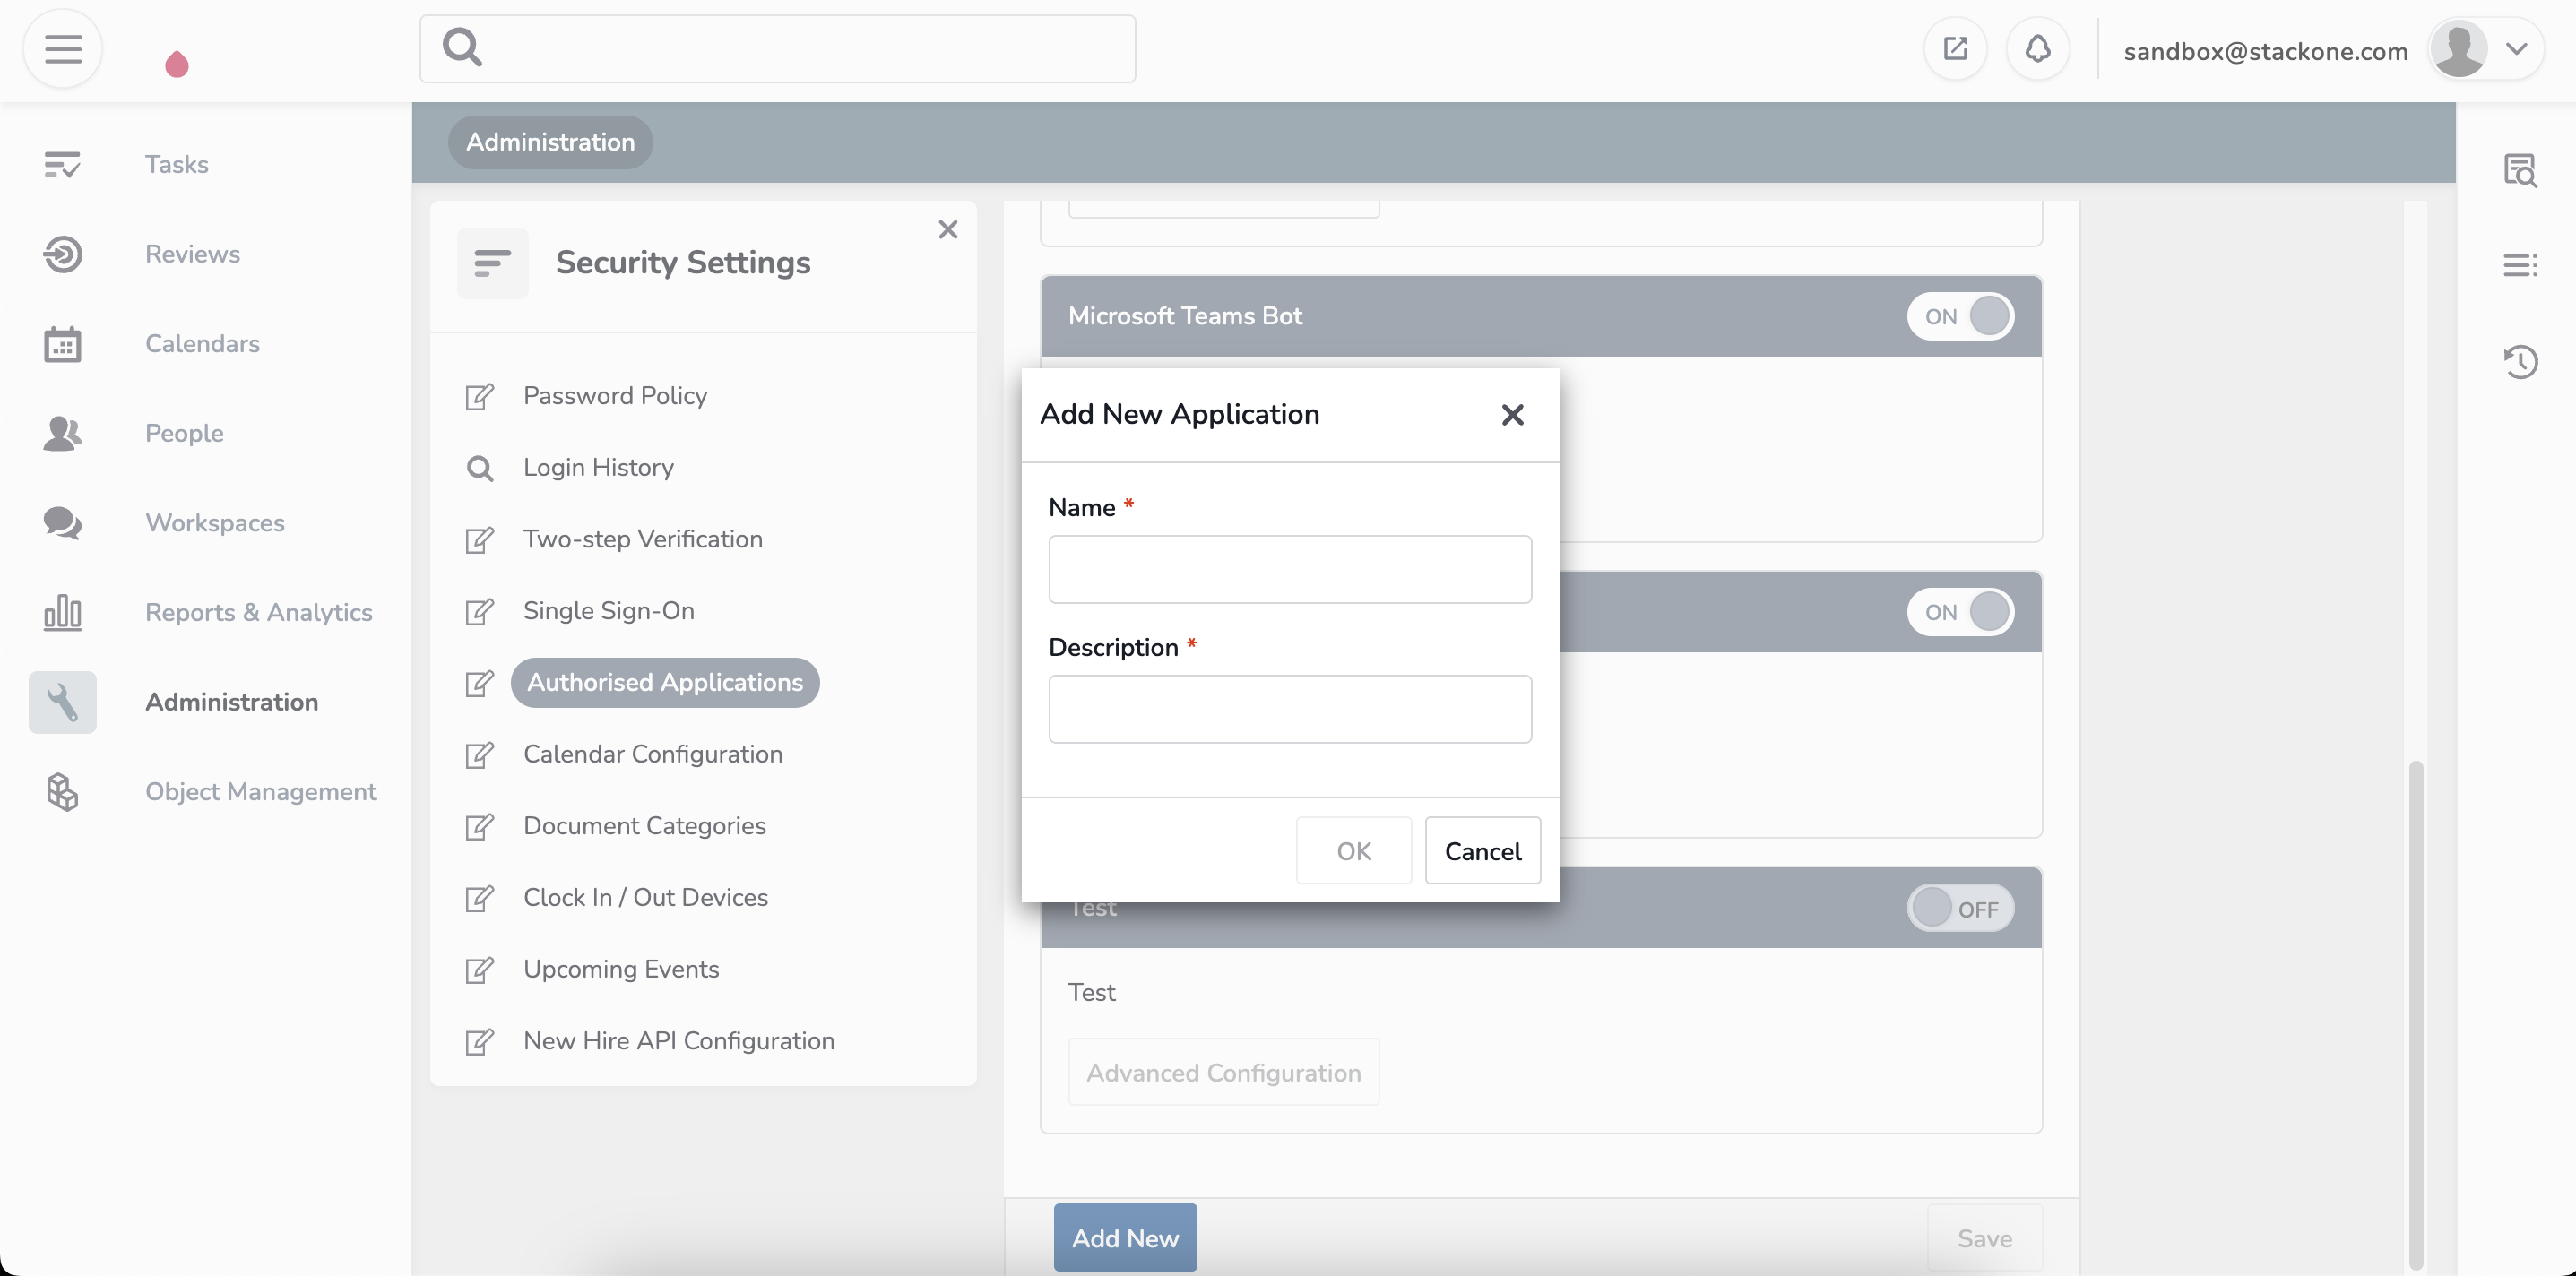 sandbox@stackone.com
Administration
Tasks
Reviews
Calendars
People
Workspaces
Reports & Analytics
Administration
Object Management
Security Settings
Password Policy
Login History
Two-step Verification
Single Sign-On
Authorised Applications
Calendar Configuration
Document Categories
Clock In / Out Devices
Upcoming Events
New Hire API Configuration
Microsoft Teams Bot
ON
Add New Application
Name *
Description *
OK
Cancel
ON
Test
OFF
Test
Advanced Configuration
Add New
Save